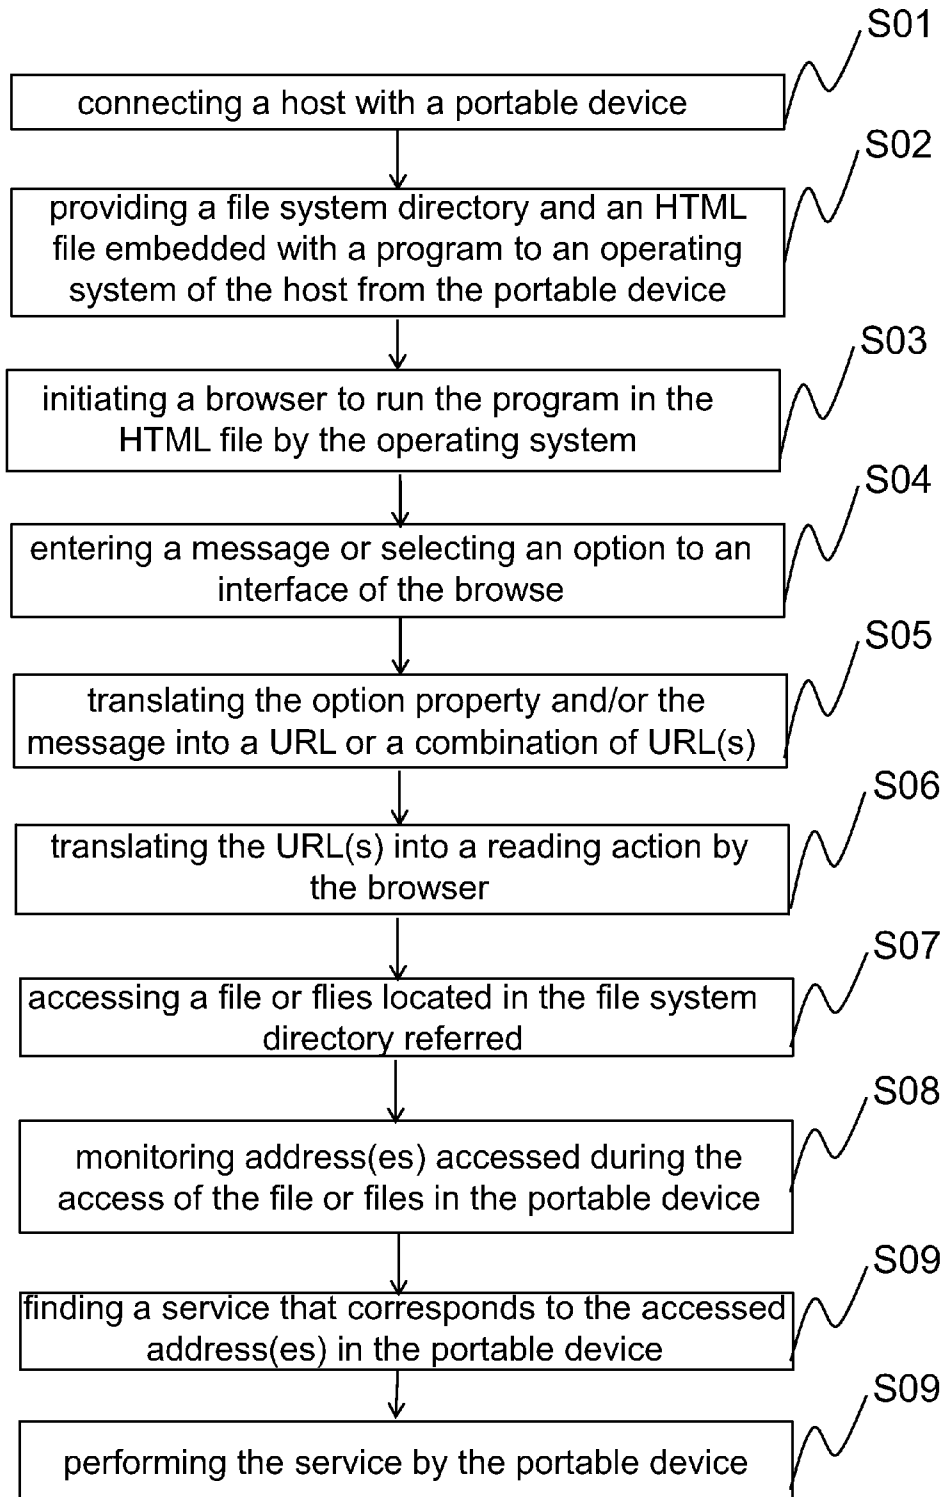 S01
connecting a host with a portable device
S02
providing a file system directory and an HTML
file embedded with a program to an operating
system of the host from the portable device
S03
initiating a browser to run the program in the
HTML file by the operating system
S04
entering a message or selecting an option to an
interface of the browse
S05
translating the option property and/or the
message into a URL or a combination of URL(s)
S06
translating the URL(s) into a reading action by
the browser
S07
accessing a file or flies located in the file system
directory referred
S08
monitoring address(es) accessed during the
access of the file or files in the portable device
S09
finding a service that corresponds to the accessed
address(es) in the portable device
S09
performing the service by the portable device